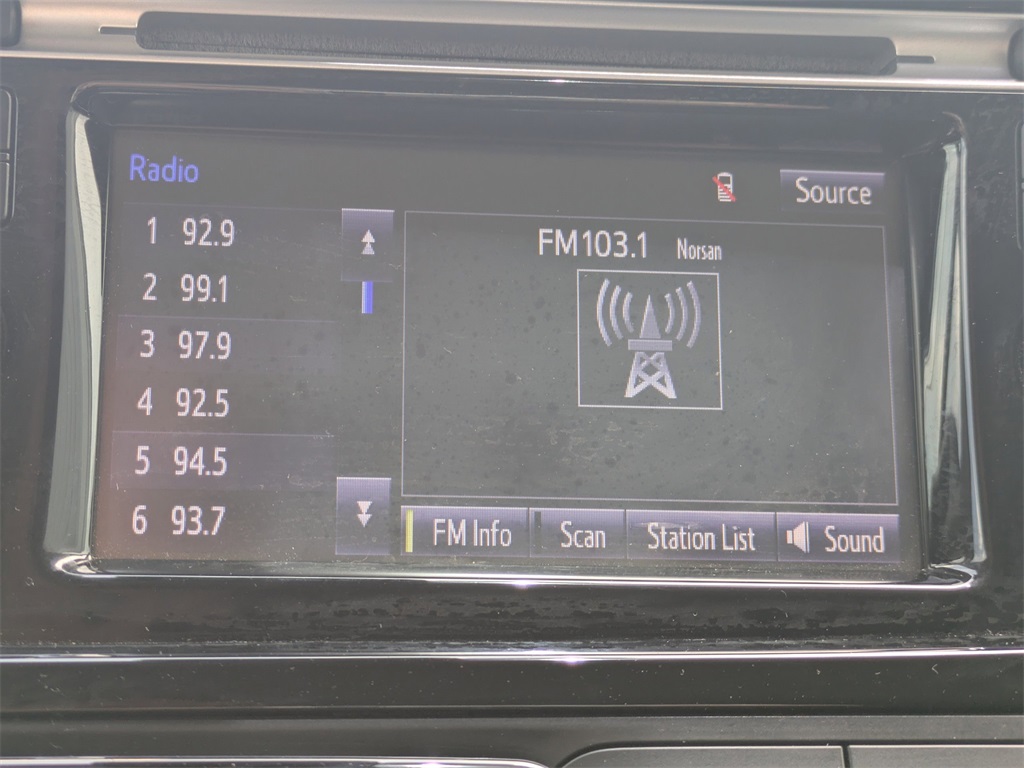 Radio
Source
1 92.9
2 99.1
3 97.9
4 92.5
5 94.5
6 93.7
FM103.1 Norsan
FM Info Scan Station List Sound